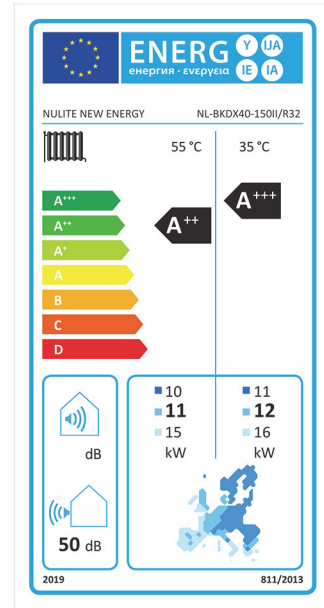 ENERG Y IJA
енергия · ενεργεια IE IA
NULITE NEW ENERGY NL-BKDX40-150II/R32
55 °C 35 °C
A+++
A++
A+
A
B
C
D
A++
A+++
10 11
11 12
15 16
kW kW
dB
50 dB
2019 811/2013